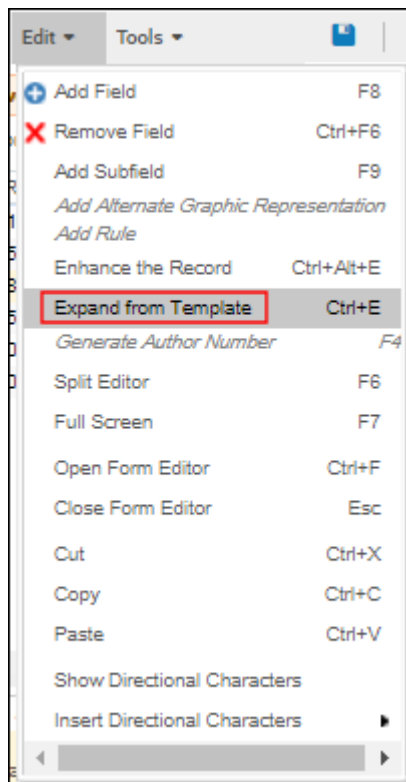 Edit Tools
Add Field F8
Remove Field Ctrl+F6
Add Subfield F9
Add Alternate Graphic Representation
Add Rule
Enhance the Record Ctrl+Alt+E
Expand from Template Ctrl+E
Generate Author Number F4
Split Editor F6
Full Screen F7
Open Form Editor Ctrl+F
Close Form Editor Esc
Cut Ctrl+X
Copy Ctrl+C
Paste Ctrl+V
Show Directional Characters
Insert Directional Characters